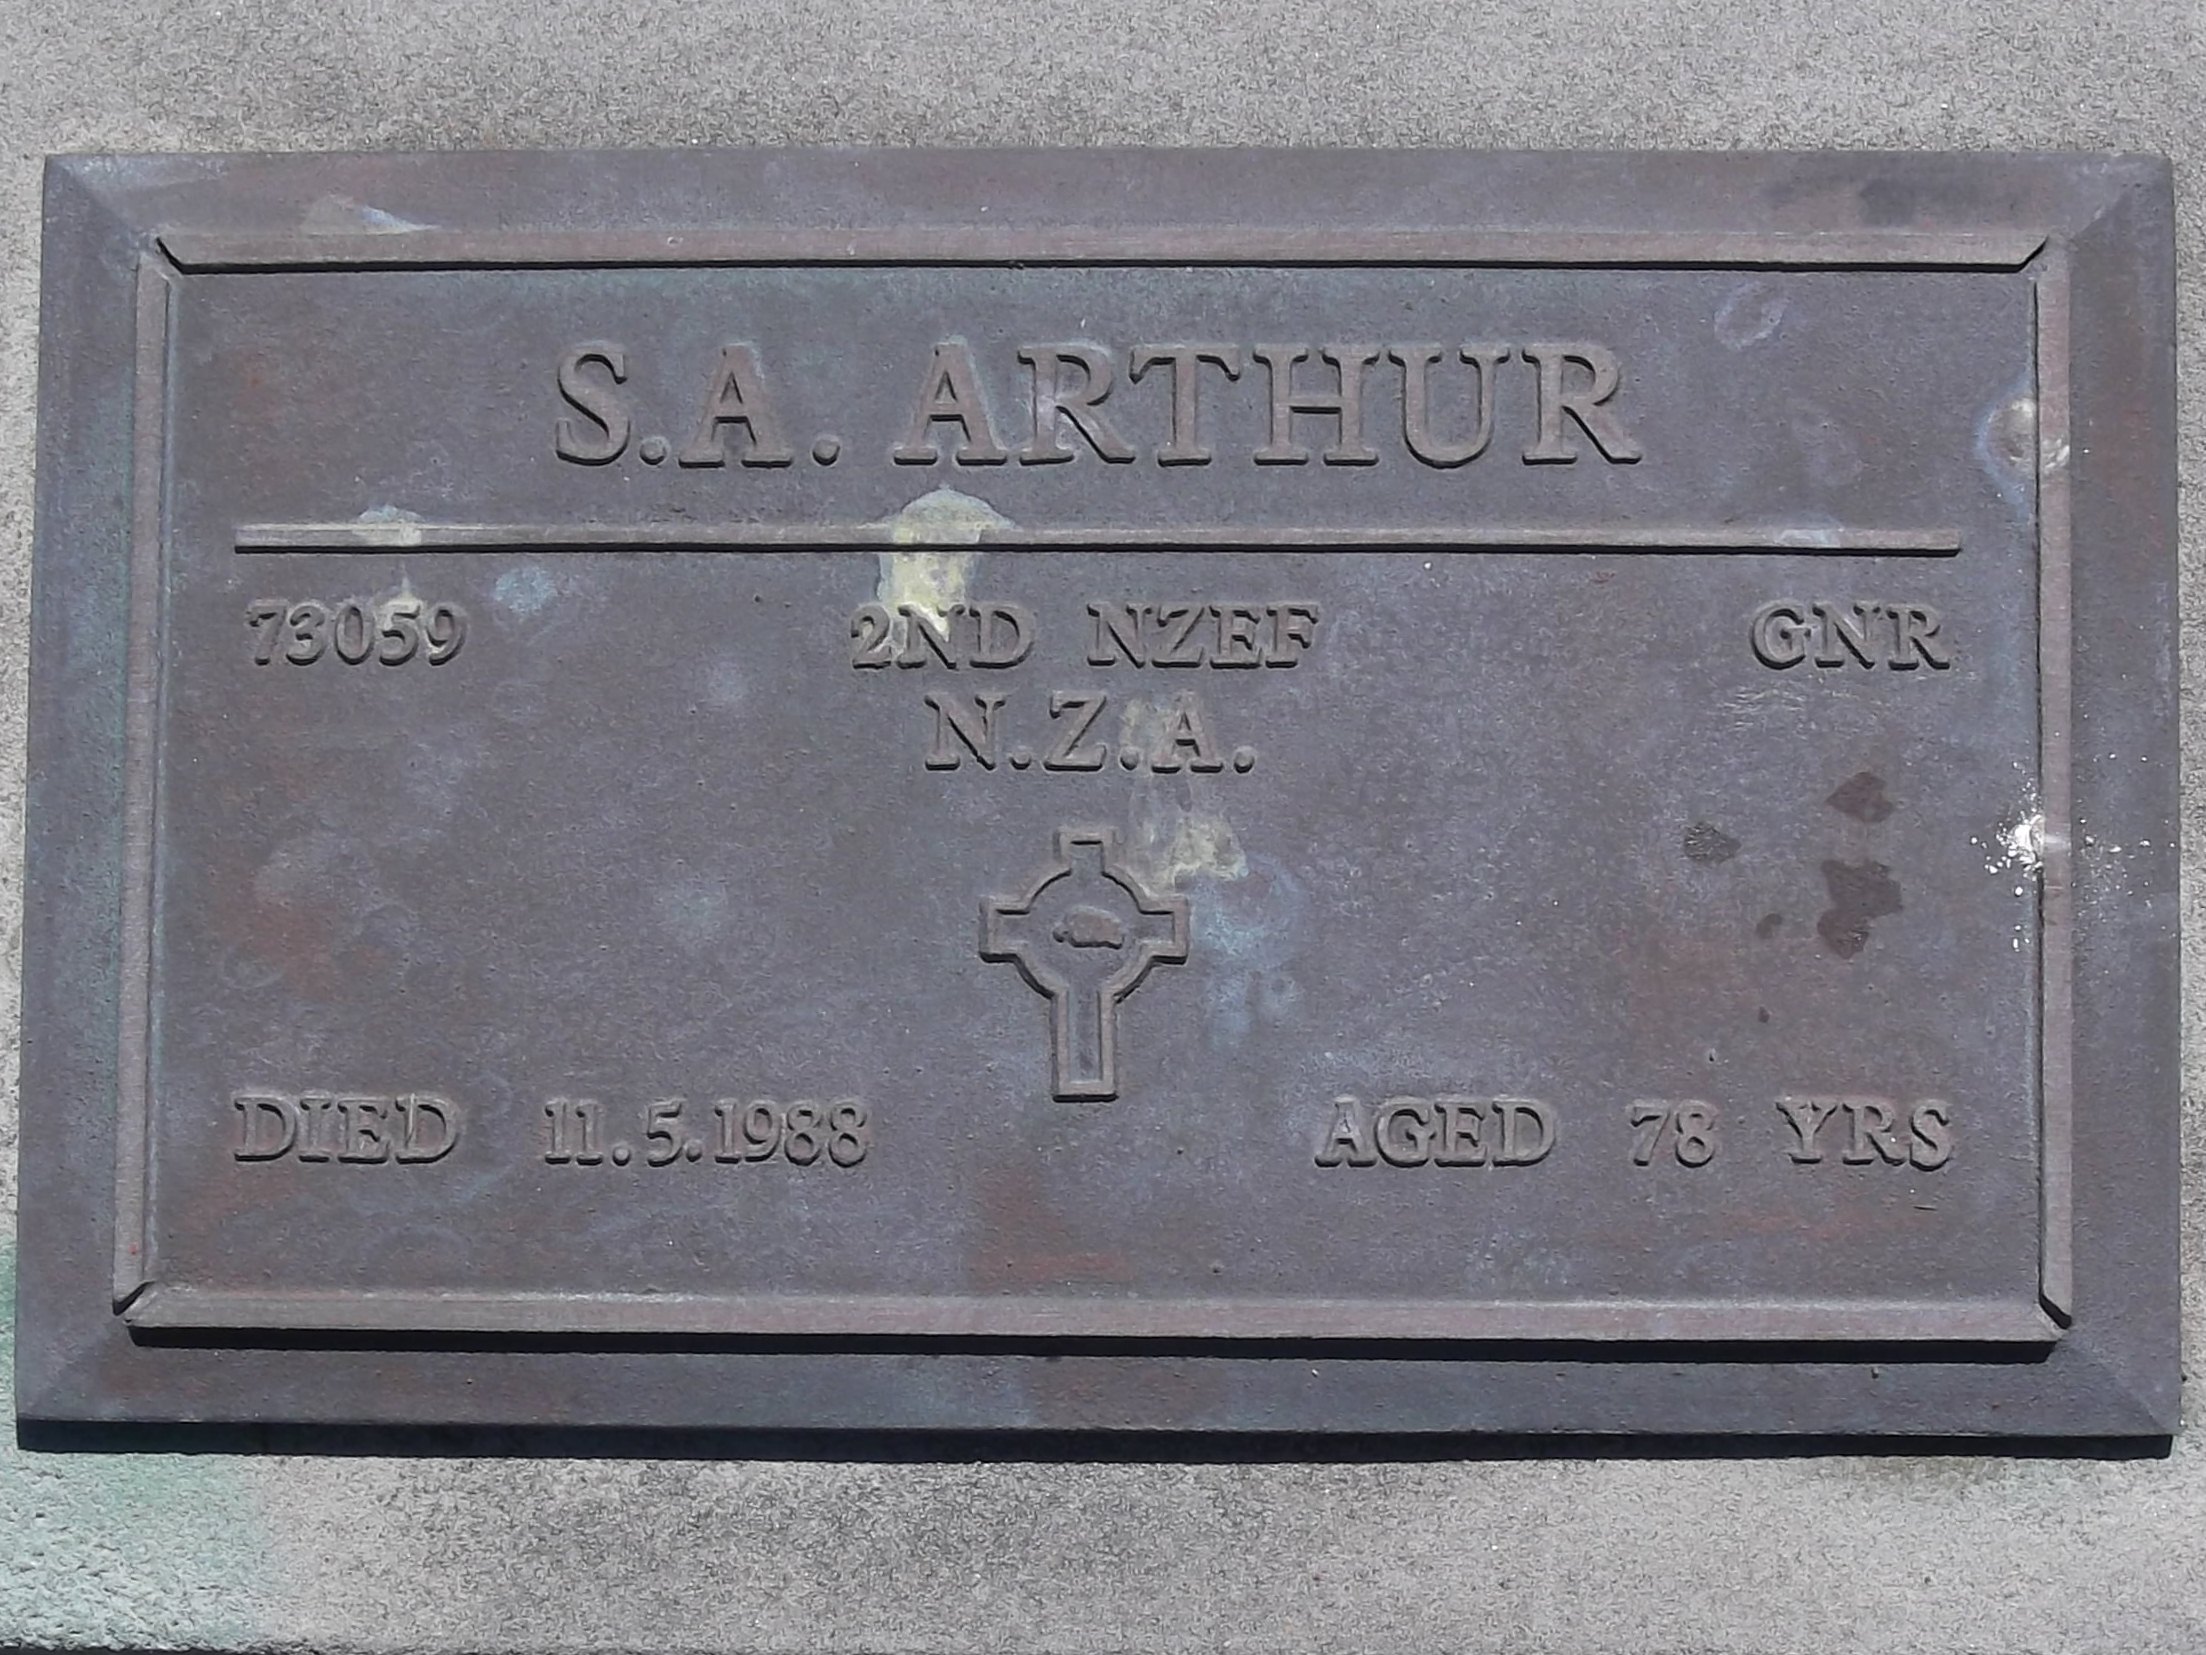 S.A. ARTHUR
73059 2ND NZEF GNR
N.Z.A.
DIED 11.5.1988 AGED 78 YRS